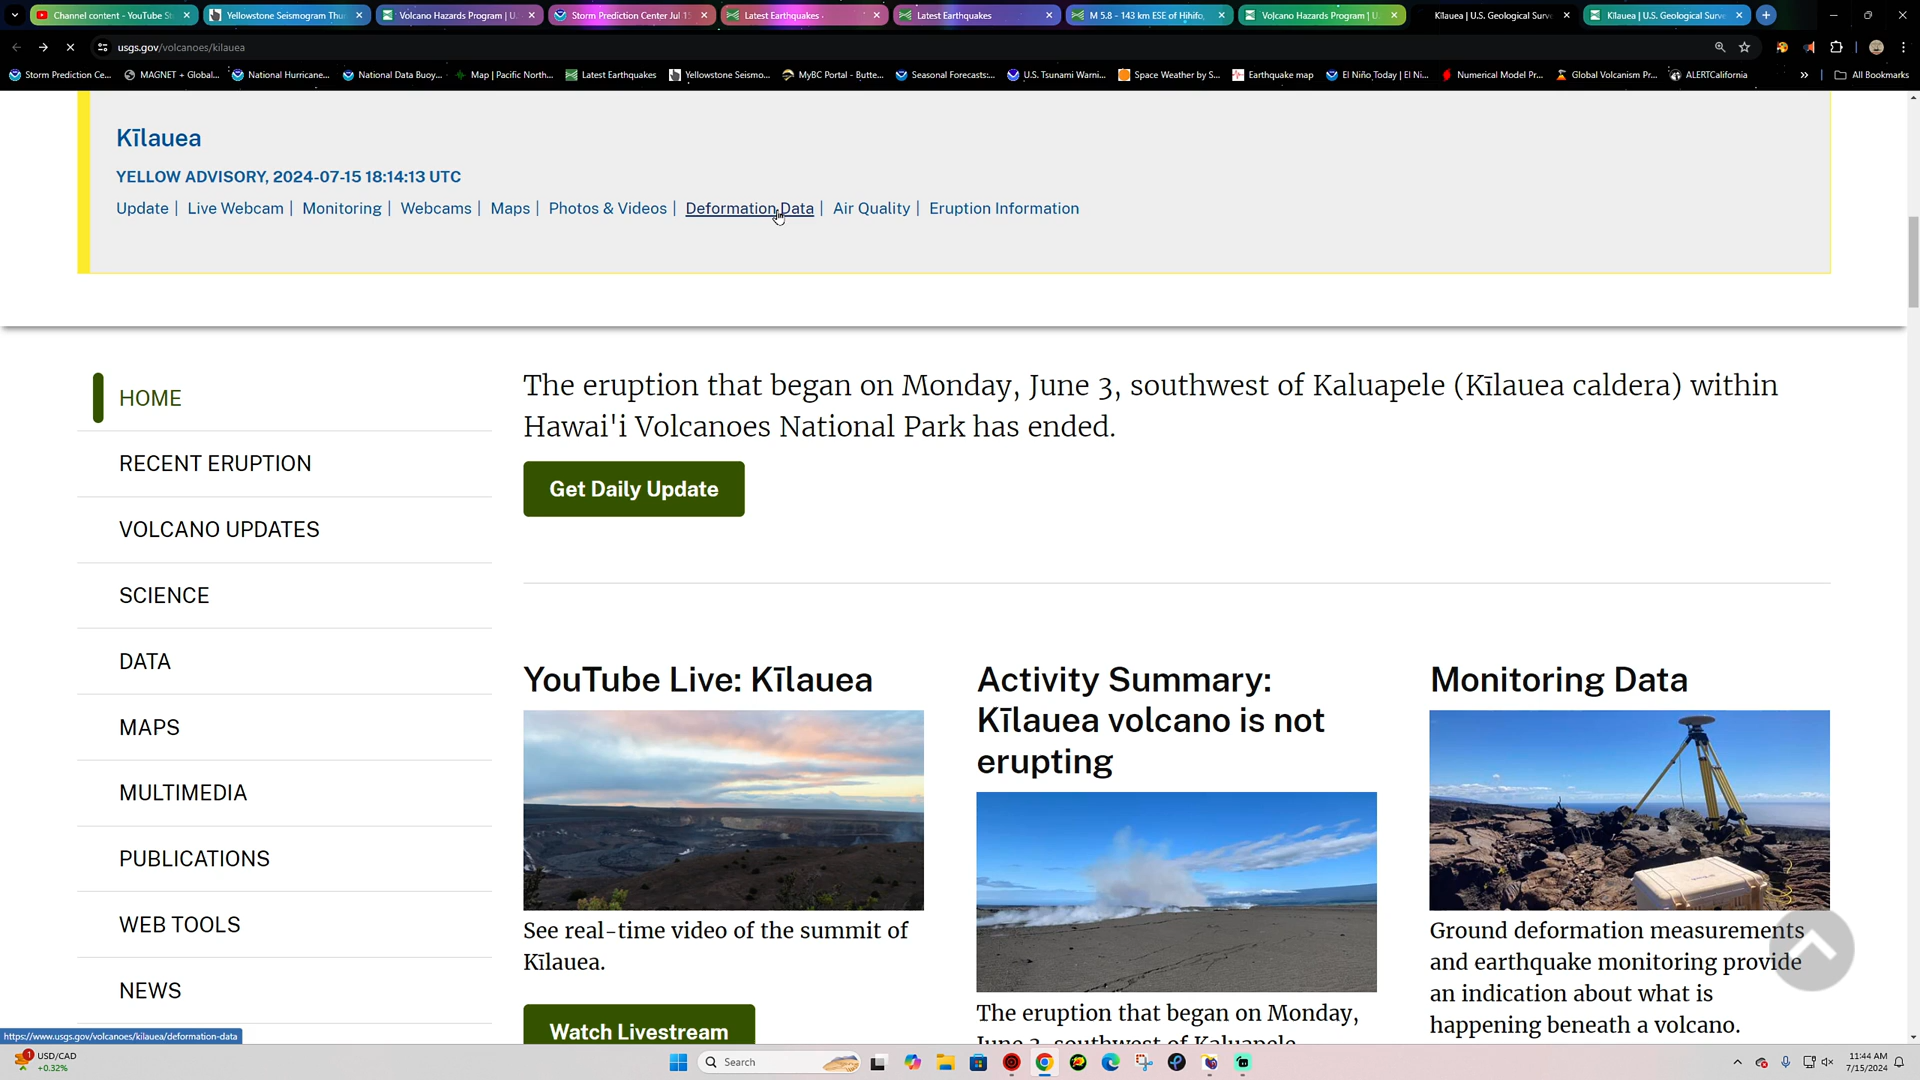 Channel content - YouTube St
Yellowstone Seismogram Thu
Volcano Hazards Program | U.
Storm Prediction Center Jul 1
Latest Earthquakes
Latest Earthquakes
M 5.8 - 143 km ESE of Hihifo,
Volcano Hazards Program | U.
Kīlauea | U.S. Geological Surve
Kīlauea | U.S. Geological Surve
usgs.gov/volcanoes/kilauea
Storm Prediction Ce...
MAGNET + Global...
National Hurricane...
National Data Buoy...
Map | Pacific North...
Latest Earthquakes
Yellowstone Seismo...
MyBC Portal - Butte...
Seasonal Forecasts:...
U.S. Tsunami Warni...
Space Weather by S...
Earthquake map
El Niño Today | El Ni...
Numerical Model Pr...
Global Volcanism Pr...
ALERTCalifornia
»
All Bookmarks
Kīlauea
YELLOW ADVISORY, 2024-07-15 18:14:13 UTC
Update | Live Webcam | Monitoring | Webcams | Maps | Photos & Videos | Deformation Data | Air Quality | Eruption Information
HOME
RECENT ERUPTION
VOLCANO UPDATES
SCIENCE
DATA
MAPS
MULTIMEDIA
PUBLICATIONS
WEB TOOLS
NEWS
The eruption that began on Monday, June 3, southwest of Kaluapele (Kīlauea caldera) within
Hawai'i Volcanoes National Park has ended.
Get Daily Update
YouTube Live: Kīlauea
See real-time video of the summit of
Kīlauea.
Watch Livestream
Activity Summary:
Kīlauea volcano is not
erupting
The eruption that began on Monday,
June 3, southwest of Kaluapele
Monitoring Data
Ground deformation measurements
and earthquake monitoring provide
an indication about what is
happening beneath a volcano.
https://www.usgs.gov/volcanoes/kilauea/deformation-data
1
USD/CAD
+0.32%
Search
11:44 AM
7/15/2024